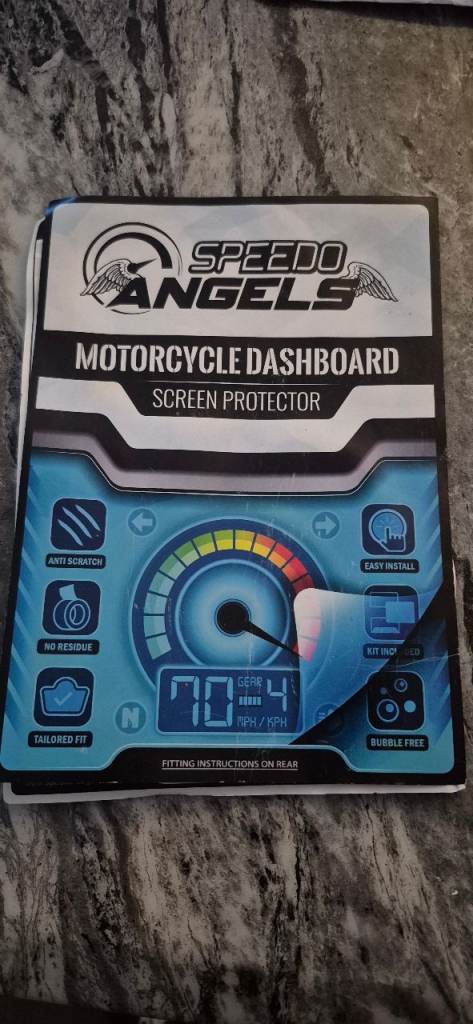 SPEEDO
ANGELS
MOTORCYCLE DASHBOARD
SCREEN PROTECTOR
ANTI SCRATCH
EASY INSTALL
NO RESIDUE
KIT INCLUDED
GEAR
70 4
MPH / KPH
N
TAILORED FIT
BUBBLE FREE
FITTING INSTRUCTIONS ON REAR